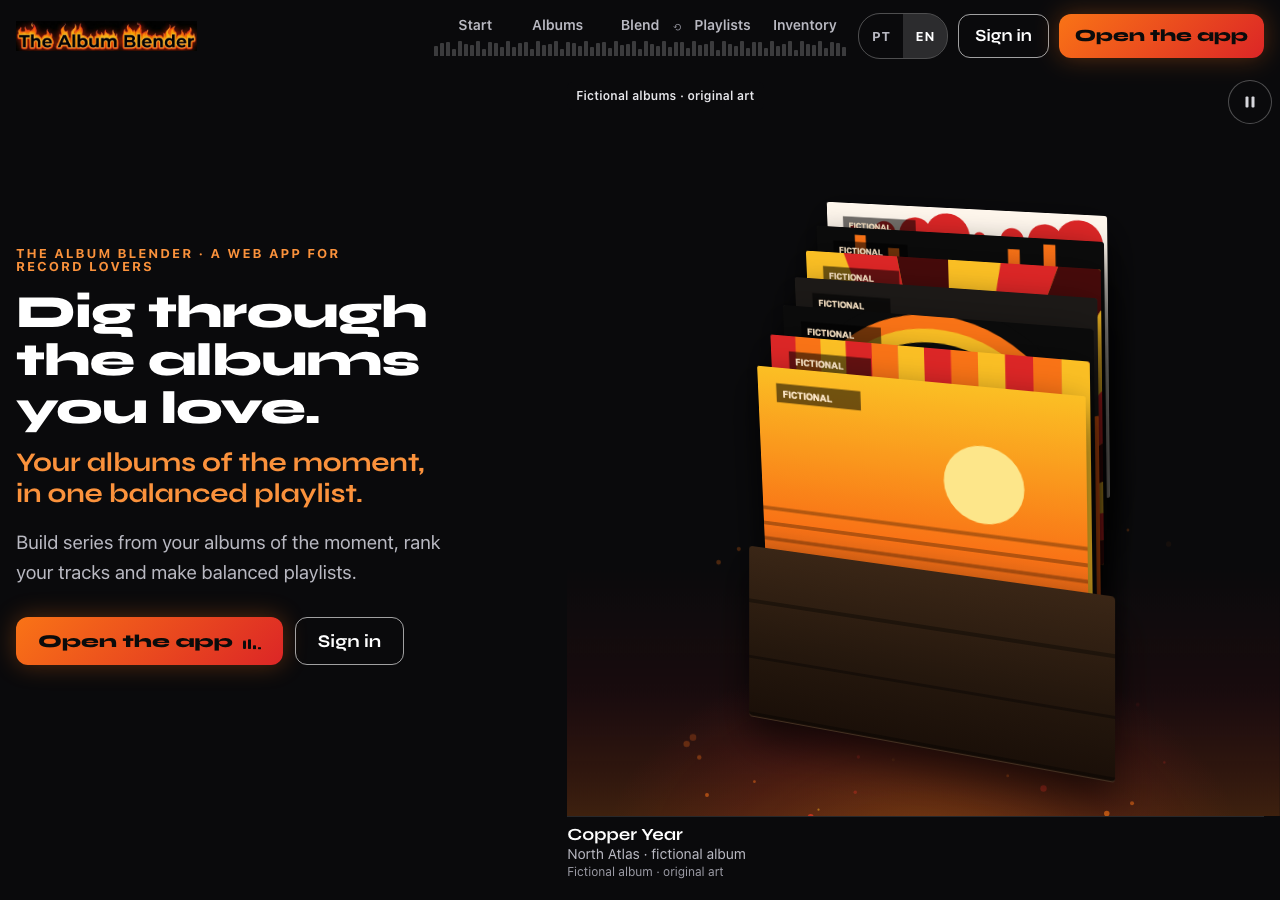 The Album Blender
Start
Albums
Blend
Playlists
Inventory
PT
EN
Sign in
Open the app
Fictional albums · original art
THE ALBUM BLENDER · A WEB APP FOR
RECORD LOVERS
Dig through
the albums
you love.
Your albums of the moment,
in one balanced playlist.
Build series from your albums of the moment, rank
your tracks and make balanced playlists.
Open the app
Sign in
FICTIONAL
FICTIONAL
FICTIONAL
FICTIONAL
FICTIONAL
FICTIONAL
FICTIONAL
Copper Year
North Atlas · fictional album
Fictional album · original art